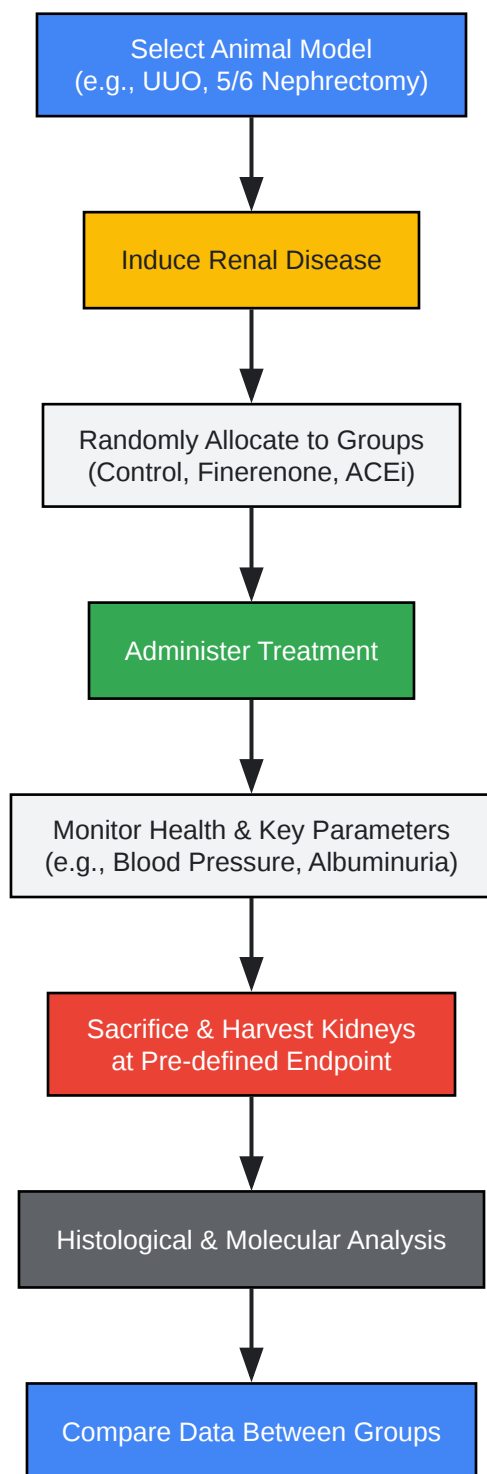 Select Animal Model
(e.g., UUO, 5/6 Nephrectomy)
Induce Renal Disease
Randomly Allocate to Groups
(Control, Finerenone, ACEi)
Administer Treatment
Monitor Health & Key Parameters
(e.g., Blood Pressure, Albuminuria)
Sacrifice & Harvest Kidneys
at Pre-defined Endpoint
Histological & Molecular Analysis
Compare Data Between Groups